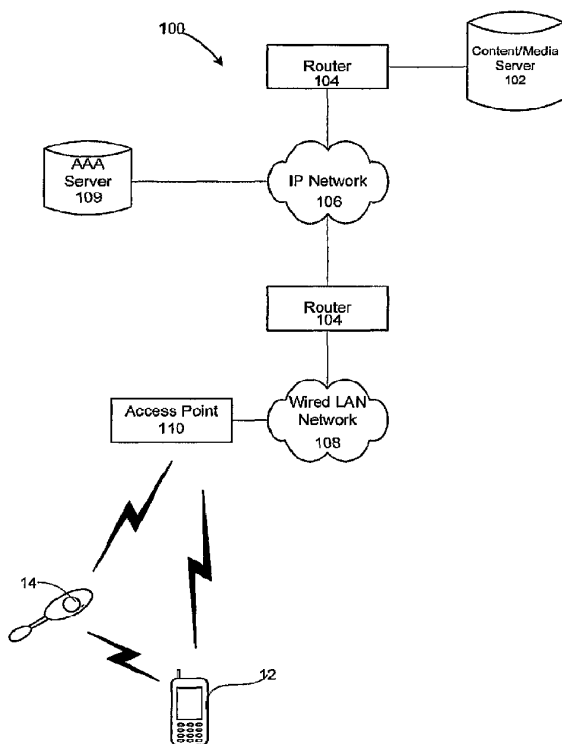 100
Router
104
Content/Media
Server
102
AAA
Server
109
IP Network
106
Router
104
Access Point
110
Wired LAN
Network
108
14
12